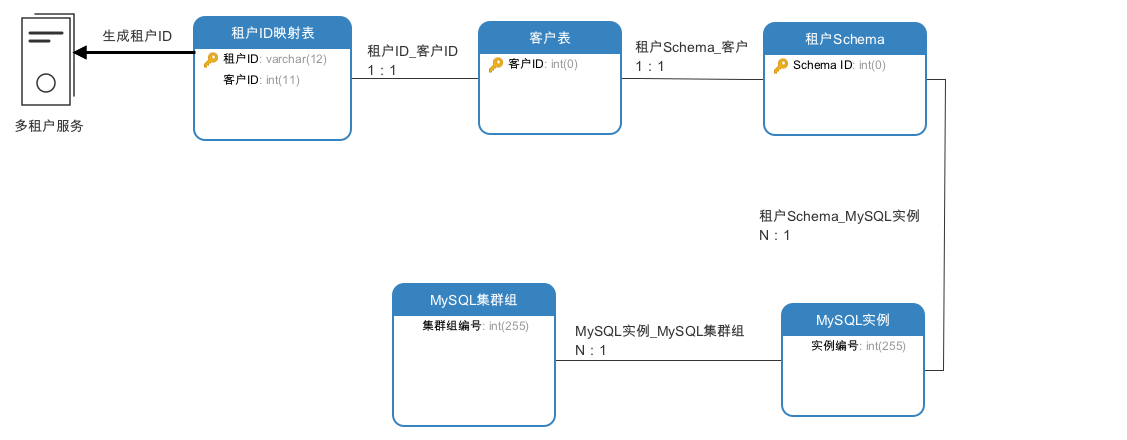 生成租户ID
多租户服务
租户ID映射表
租户ID: varchar(12)
客户ID: int(11)
租户ID_客户ID
1：1
客户表
客户ID: int(0)
租户Schema_客户
1：1
租户Schema
Schema ID: int(0)
租户Schema_MySQL实例
N：1
MySQL集群组
集群组编号: int(255)
MySQL实例_MySQL集群组
N：1
MySQL实例
实例编号: int(255)